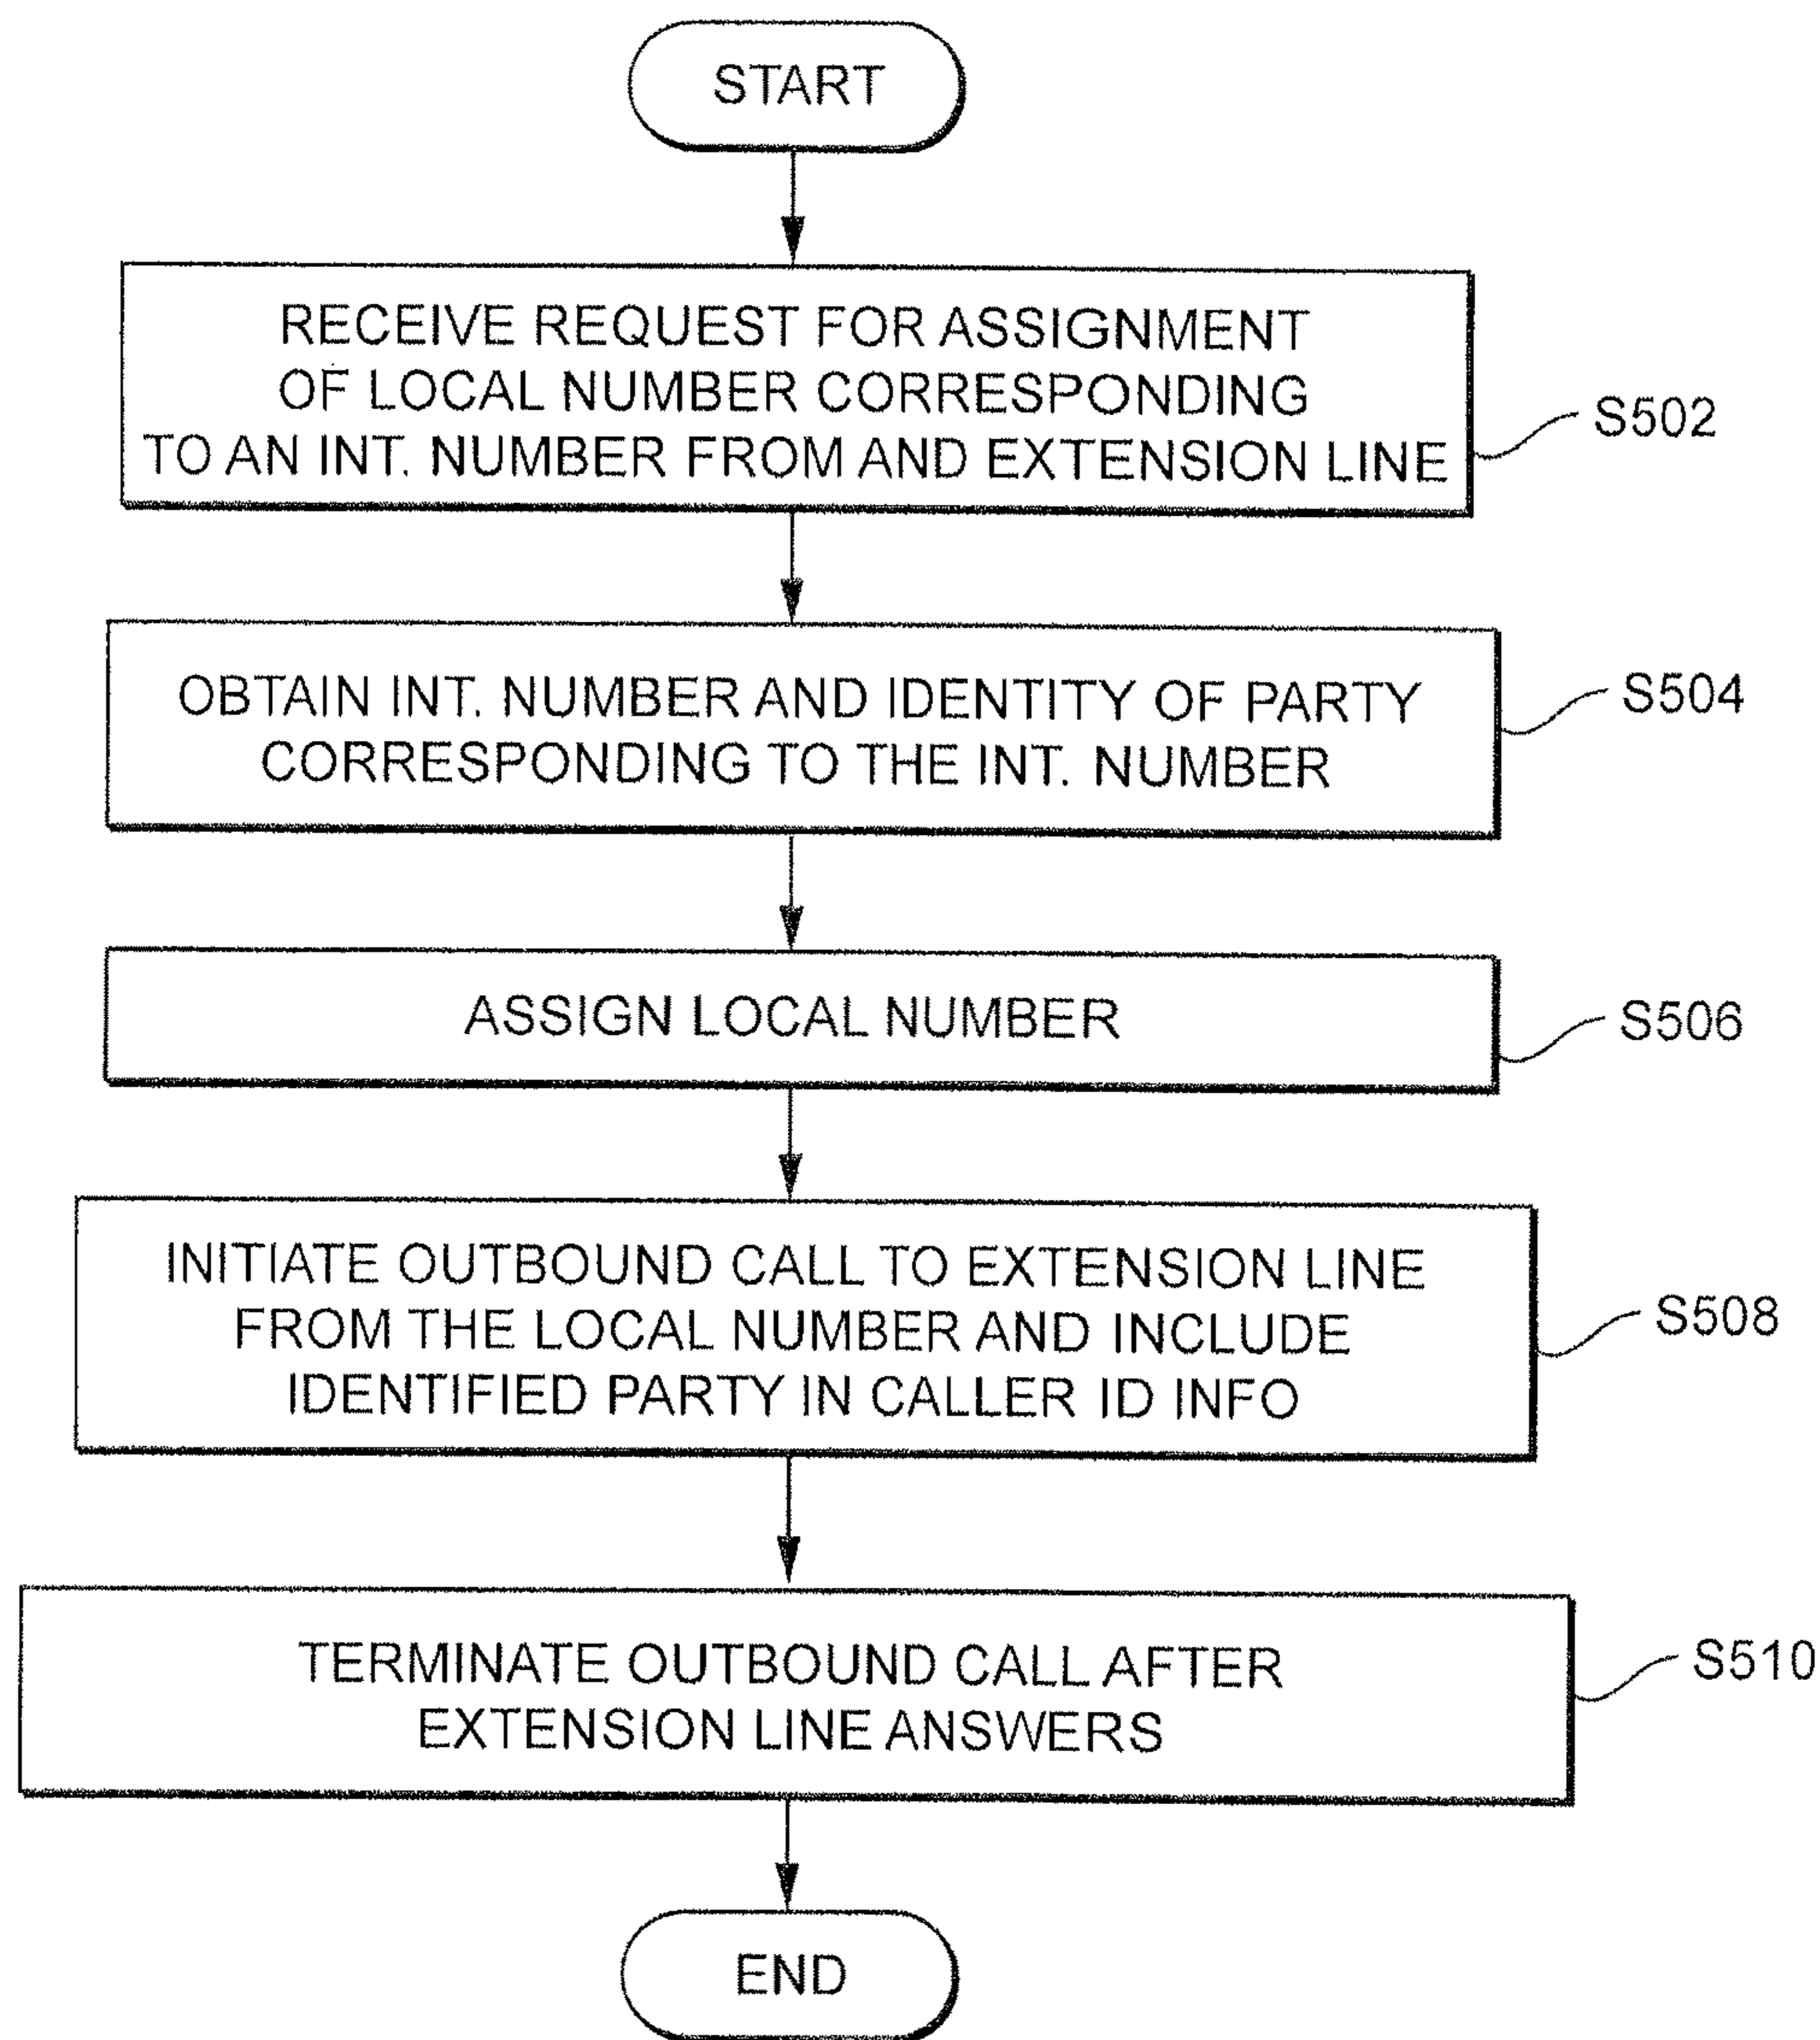 START
RECEIVE REQUEST FOR ASSIGNMENT
OF LOCAL NUMBER CORRESPONDING
TO AN INT. NUMBER FROM AND EXTENSION LINE
S502
OBTAIN INT. NUMBER AND IDENTITY OF PARTY
CORRESPONDING TO THE INT. NUMBER
S504
ASSIGN LOCAL NUMBER
S506
INITIATE OUTBOUND CALL TO EXTENSION LINE
FROM THE LOCAL NUMBER AND INCLUDE
IDENTIFIED PARTY IN CALLER ID INFO
S508
TERMINATE OUTBOUND CALL AFTER
EXTENSION LINE ANSWERS
S510
END